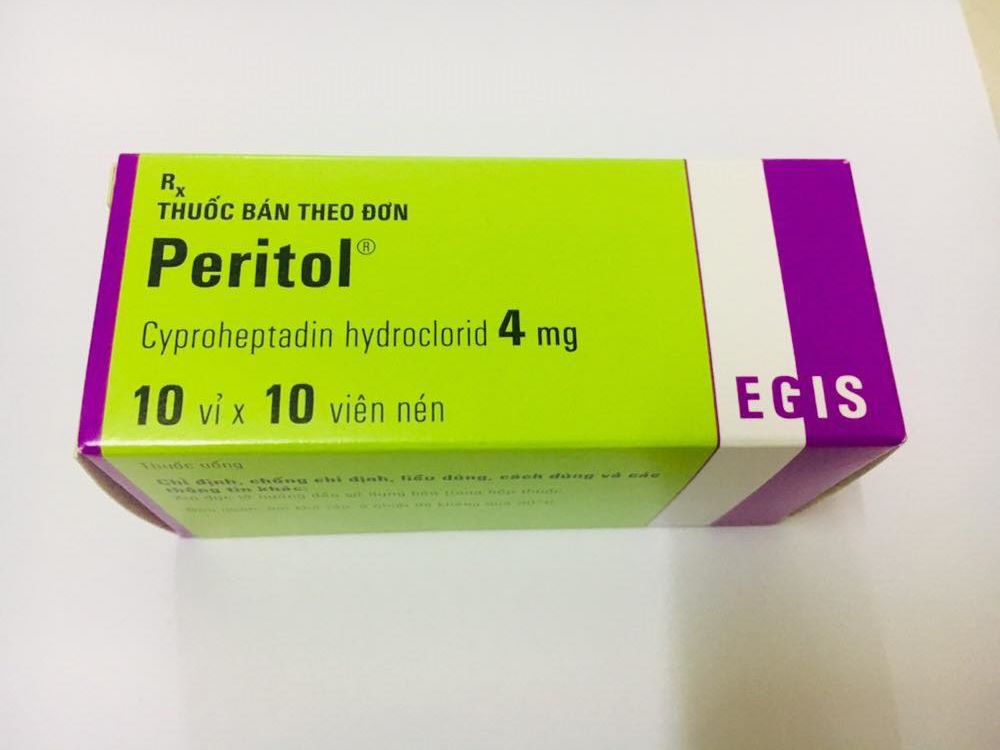 Rx
THUỐC BÁN THEO ĐƠN
Peritol®
Cyproheptadin hydroclorid 4 mg
10 vỉ x 10 viên nén
EGIS
Thuốc uống
Chỉ định, chống chỉ định, liều dùng, cách dùng và các
thông tin khác: